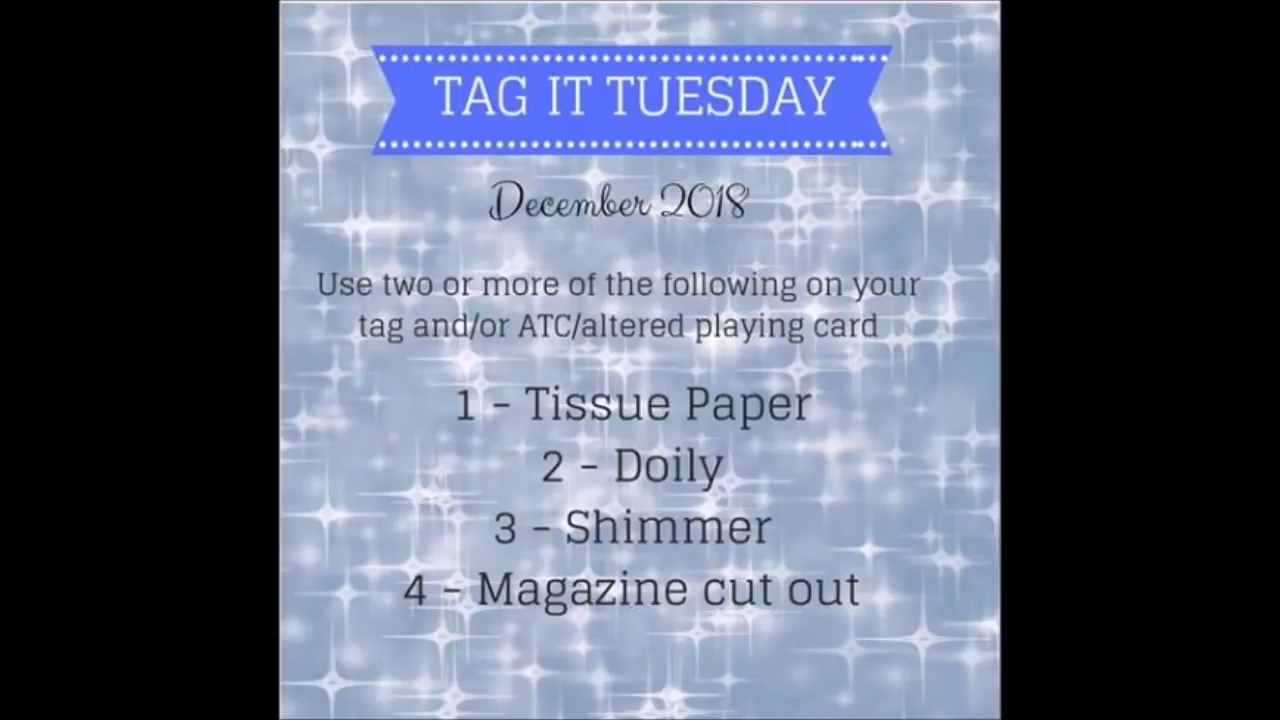 TAG IT TUESDAY
December 2018
Use two or more of the following on your
tag and/or ATC/altered playing card
1 - Tissue Paper
2 - Doily
3 - Shimmer
4 - Magazine cut out